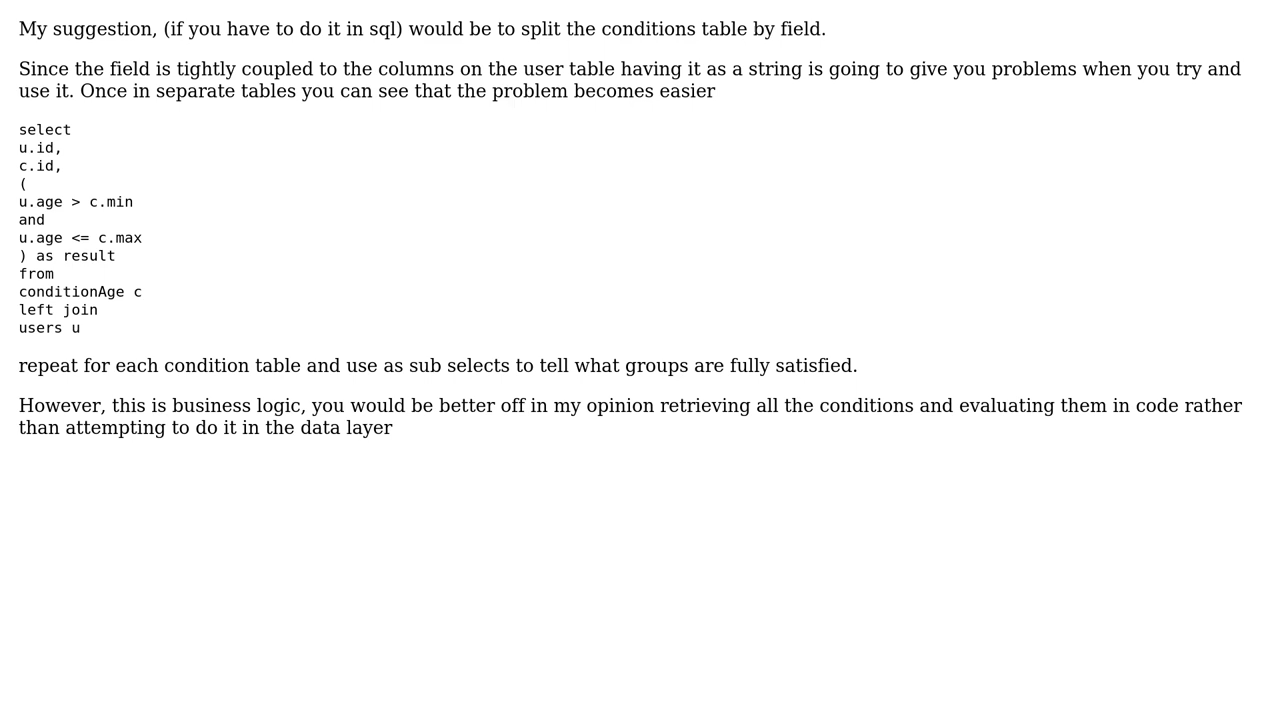 My suggestion, (if you have to do it in sql) would be to split the conditions table by field.
Since the field is tightly coupled to the columns on the user table having it as a string is going to give you problems when you try and
use it. Once in separate tables you can see that the problem becomes easier
select
u.id,
c.id,
(
u.age > c.min
and
u.age <= c.max
) as result
from
conditionAge c
left join
users u
repeat for each condition table and use as sub selects to tell what groups are fully satisfied.
However, this is business logic, you would be better off in my opinion retrieving all the conditions and evaluating them in code rather
than attempting to do it in the data layer